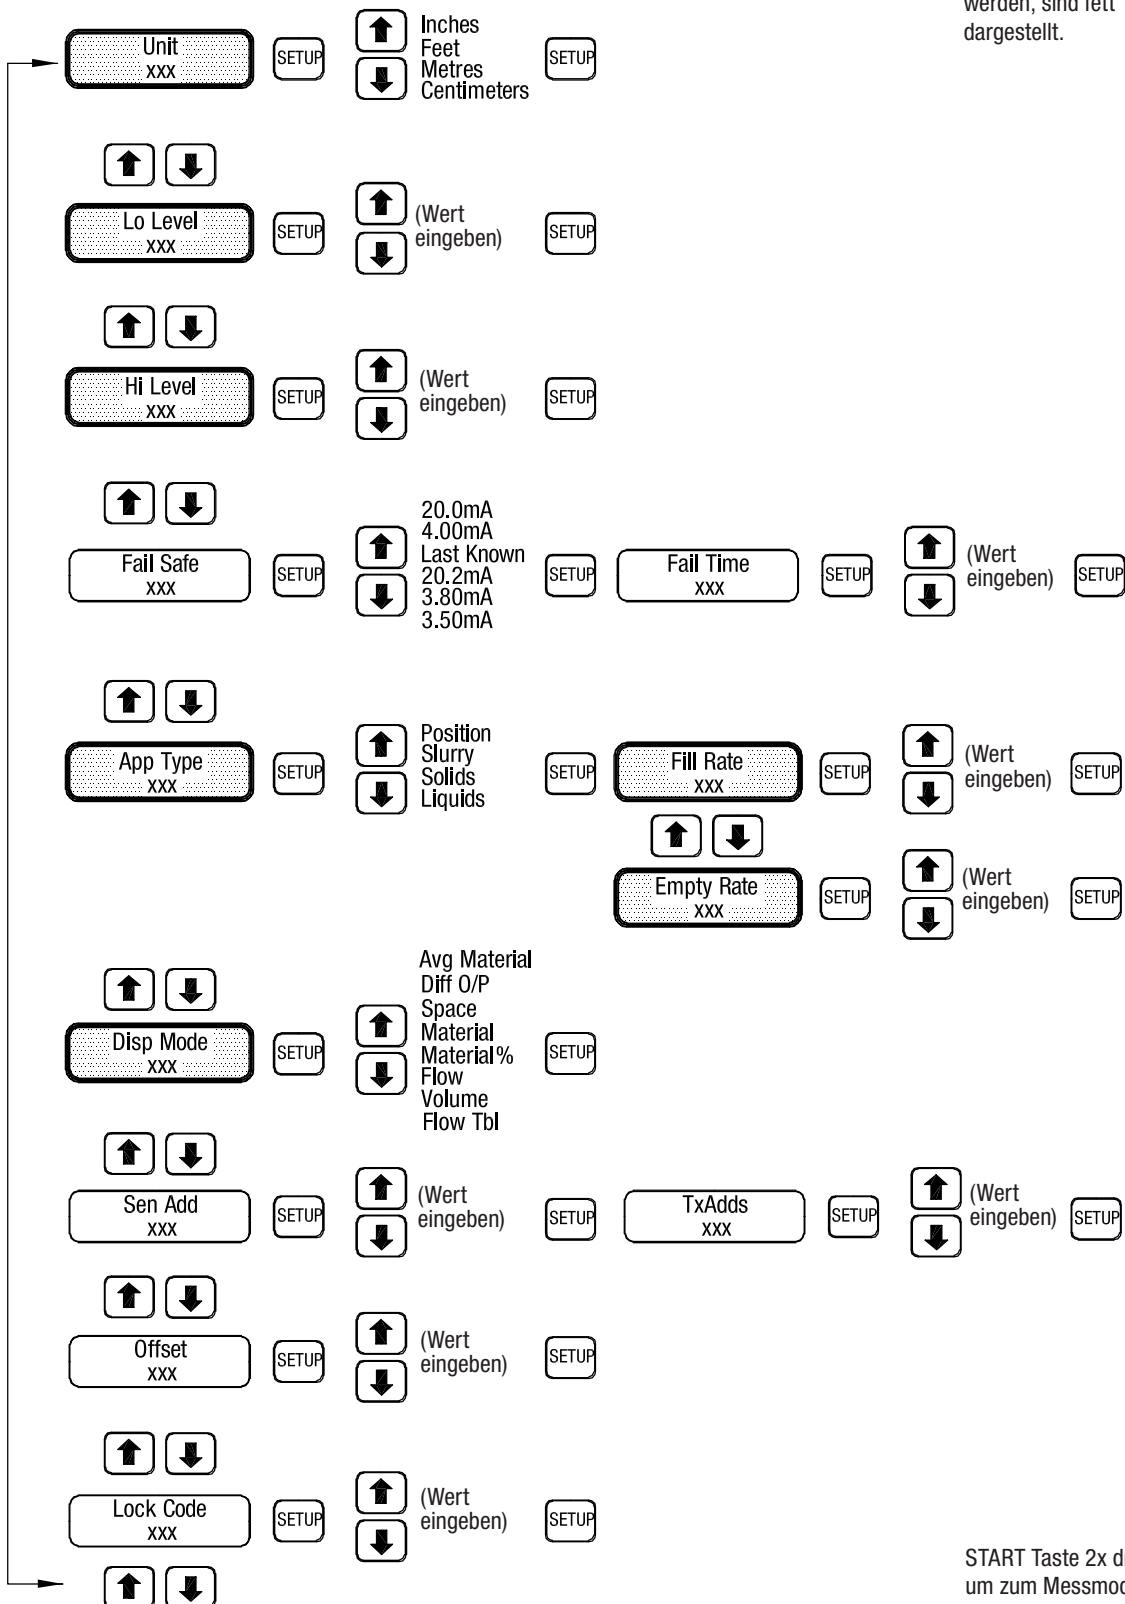 werden, sind fett
dargestellt.
Unit
XXX
SETUP
Inches
Feet
Metres
Centimeters
SETUP
Lo Level
XXX
SETUP
(Wert
eingeben)
SETUP
Hi Level
XXX
SETUP
(Wert
eingeben)
SETUP
Fail Safe
XXX
SETUP
20.0mA
4.00mA
Last Known
20.2mA
3.80mA
3.50mA
SETUP
Fail Time
XXX
SETUP
(Wert
eingeben)
SETUP
App Type
XXX
SETUP
Position
Slurry
Solids
Liquids
SETUP
Fill Rate
XXX
SETUP
(Wert
eingeben)
SETUP
Empty Rate
XXX
SETUP
(Wert
eingeben)
SETUP
Disp Mode
XXX
SETUP
Avg Material
Diff O/P
Space
Material
Material%
Flow
Volume
Flow Tbl
SETUP
Sen Add
XXX
SETUP
(Wert
eingeben)
SETUP
TxAdds
XXX
SETUP
(Wert
eingeben)
SETUP
Offset
XXX
SETUP
(Wert
eingeben)
SETUP
Lock Code
XXX
SETUP
(Wert
eingeben)
SETUP
START Taste 2x d
um zum Messmod